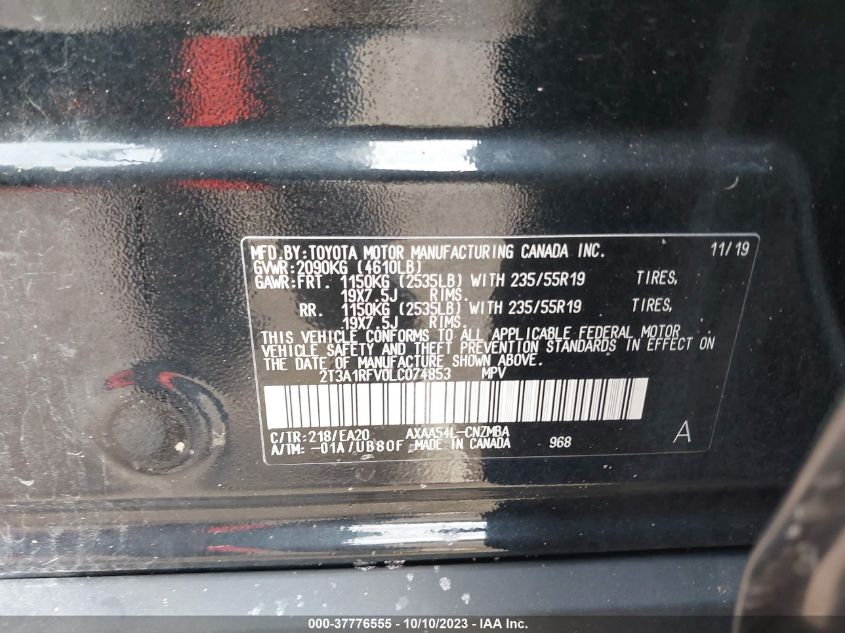 MFD.BY:TOYOTA MOTOR MANUFACTURING CANADA INC. 11/19
GVWR:2090KG (4610LB)
GAWR:FRT. 1150KG (2535LB) WITH 235/55R19 TIRES,
19X7.5J RIMS.
RR. 1150KG (2535LB) WITH 235/55R19 TIRES,
19X7.5J RIMS.
THIS VEHICLE CONFORMS TO ALL APPLICABLE FEDERAL MOTOR
VEHICLE SAFETY AND THEFT PREVENTION STANDARDS IN EFFECT ON
THE DATE OF MANUFACTURE SHOWN ABOVE.
2T3A1RFV0LC074853 MPV
C/TR:218/EA20 AXAA54L-CNZMBA A
A/TM: -01A/UB80F MADE IN CANADA 968
000-37776555 - 10/10/2023 - IAA Inc.